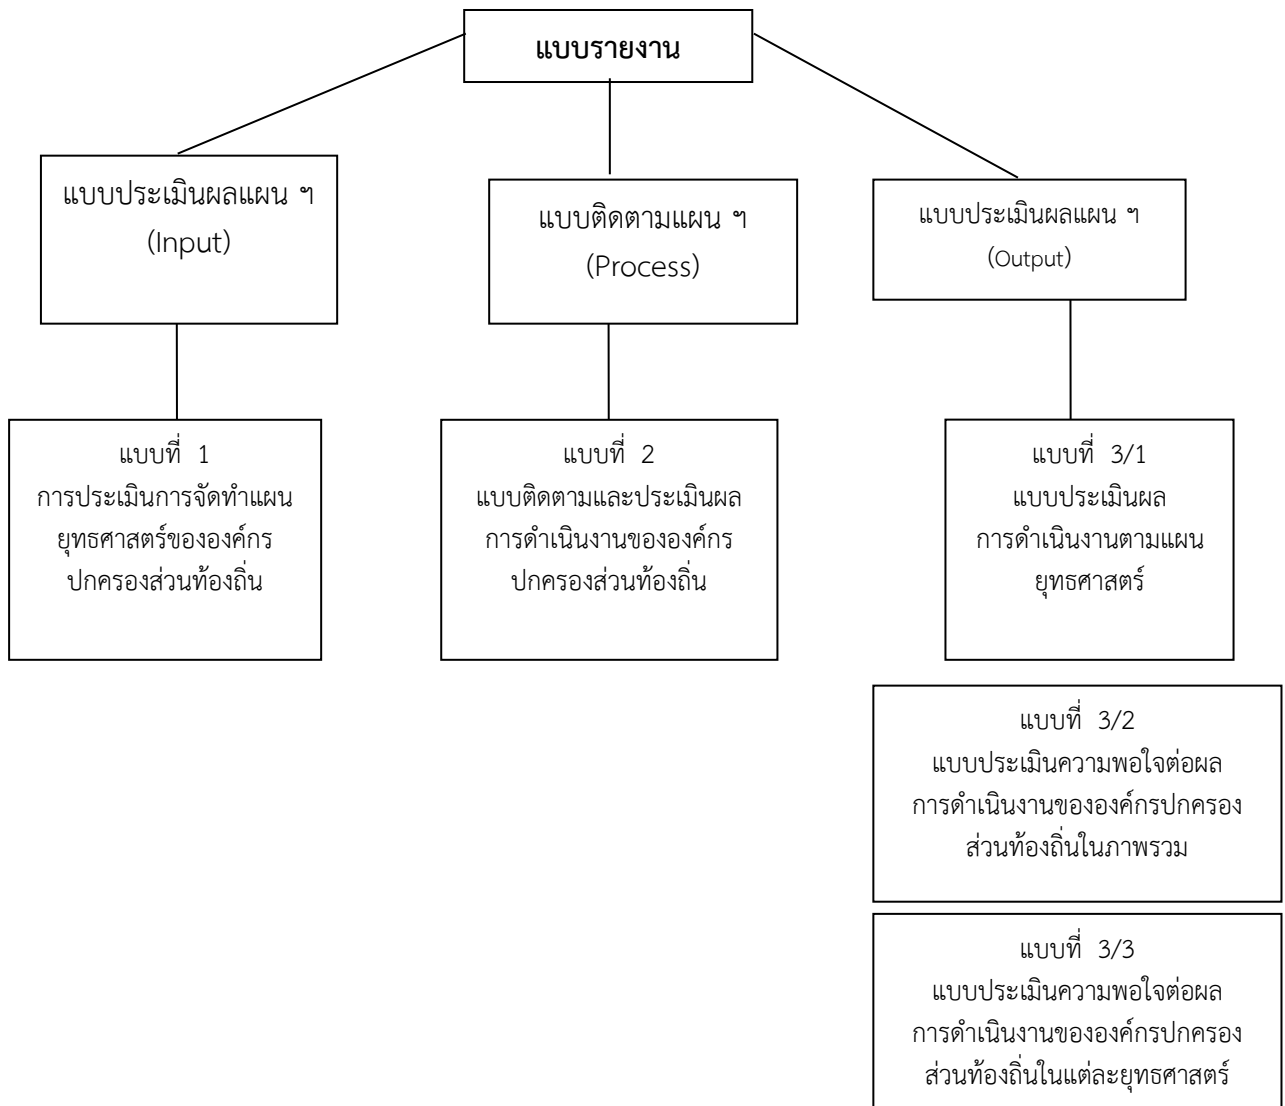 แบบรายงาน
แบบประเมินผลแผน ฯ
(Input)
แบบติดตามแผน ฯ
(Process)
แบบประเมินผลแผน ฯ
(Output)
แบบที่ 1
การประเมินการจัดทำแผน
ยุทธศาสตร์ขององค์กร
ปกครองส่วนท้องถิ่น
แบบที่ 2
แบบติดตามและประเมินผล
การดำเนินงานขององค์กร
ปกครองส่วนท้องถิ่น
แบบที่ 3/1
แบบประเมินผล
การดำเนินงานตามแผน
ยุทธศาสตร์
แบบที่ 3/2
แบบประเมินความพอใจต่อผล
การดำเนินงานขององค์กรปกครอง
ส่วนท้องถิ่นในภาพรวม
แบบที่ 3/3
แบบประเมินความพอใจต่อผล
การดำเนินงานขององค์กรปกครอง
ส่วนท้องถิ่นในแต่ละยุทธศาสตร์